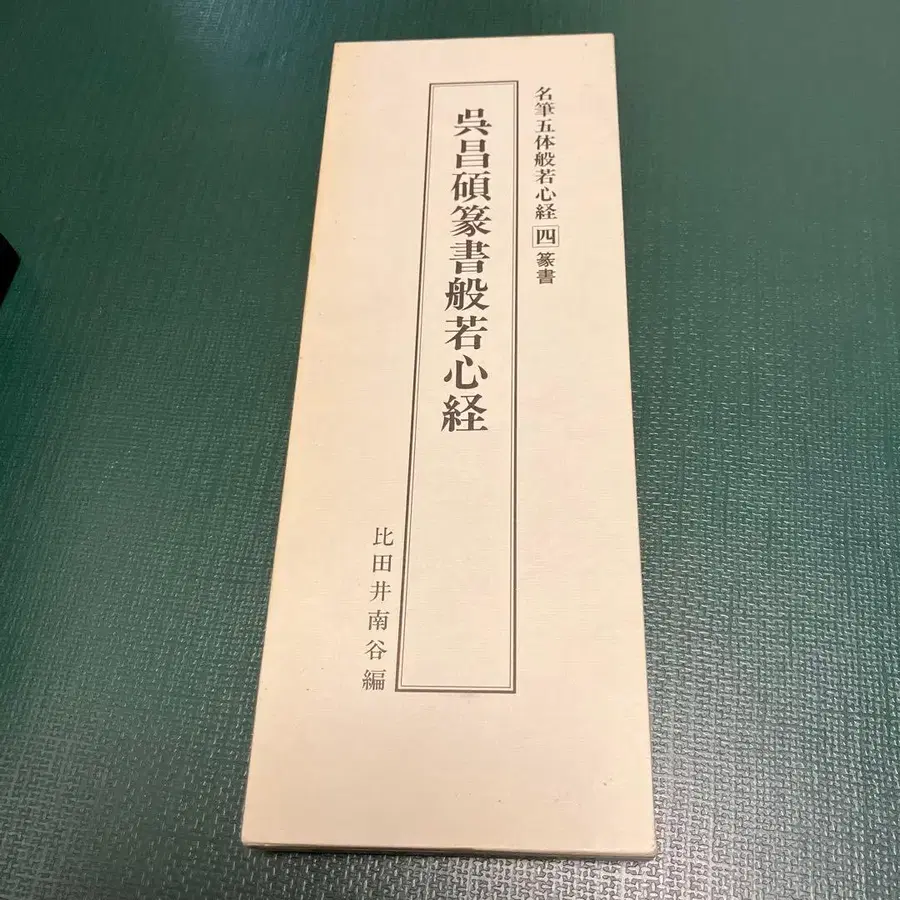 名筆五体般若心経 四 篆書
呉昌碩篆書般若心経
比田井南谷編